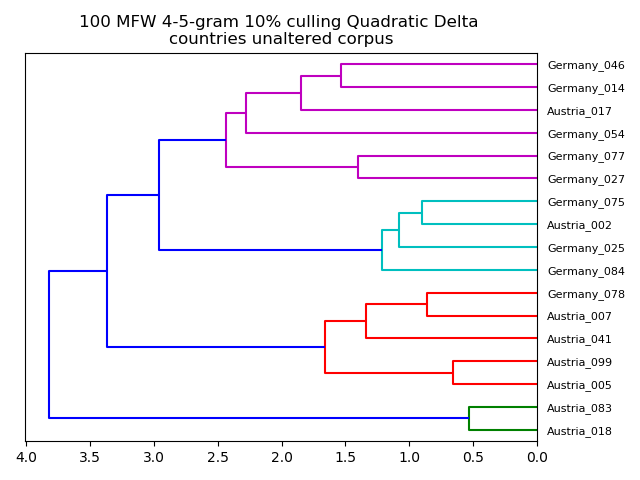 100 MFW 4-5-gram 10% culling Quadratic Delta
countries unaltered corpus
Germany_046
Germany_014
Austria_017
Germany_054
Germany_077
Germany_027
Germany_075
Austria_002
Germany_025
Germany_084
Germany_078
Austria_007
Austria_041
Austria_099
Austria_005
Austria_083
Austria_018
4.0 3.5 3.0 2.5 2.0 1.5 1.0 0.5 0.0